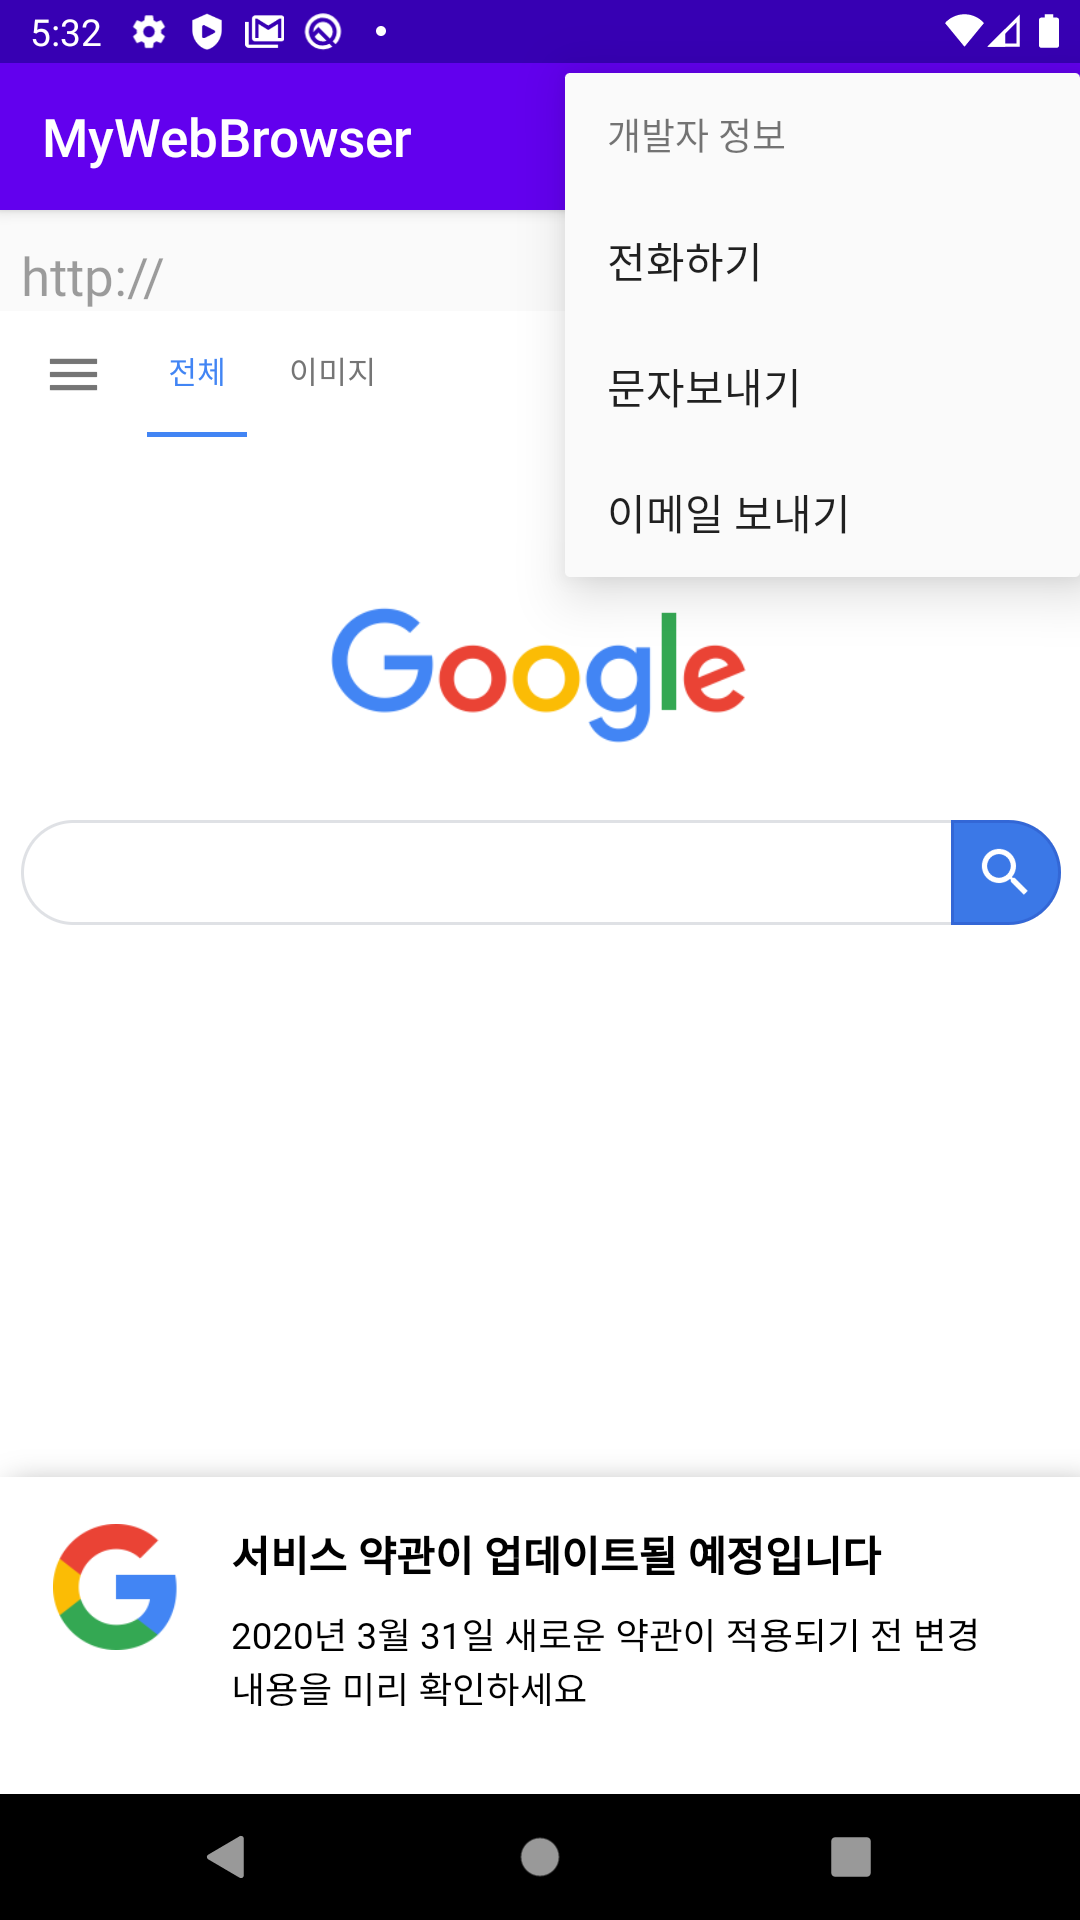 5:32
MyWebBrowser
개발자 정보
전화하기
문자보내기
이메일 보내기
http://
전체 이미지
Google
서비스 약관이 업데이트될 예정입니다
2020년 3월 31일 새로운 약관이 적용되기 전 변경
내용을 미리 확인하세요